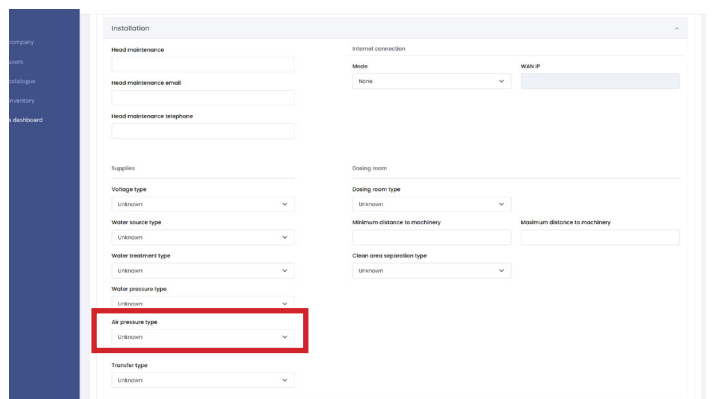 Installation
company
users
catalogue
inventory
s dashboard
Head maintenance
Head maintenance email
Head maintenance telephone
Internet connection
Mode
WAN IP
None
Supplies
Voltage type
Unknown
Water source type
Unknown
Water treatment type
Unknown
Water pressure type
Unknown
Air pressure type
Unknown
Transfer type
Unknown
Dosing room
Dosing room type
Unknown
Minimum distance to machinery
Maximum distance to machinery
Clean area separation type
Unknown